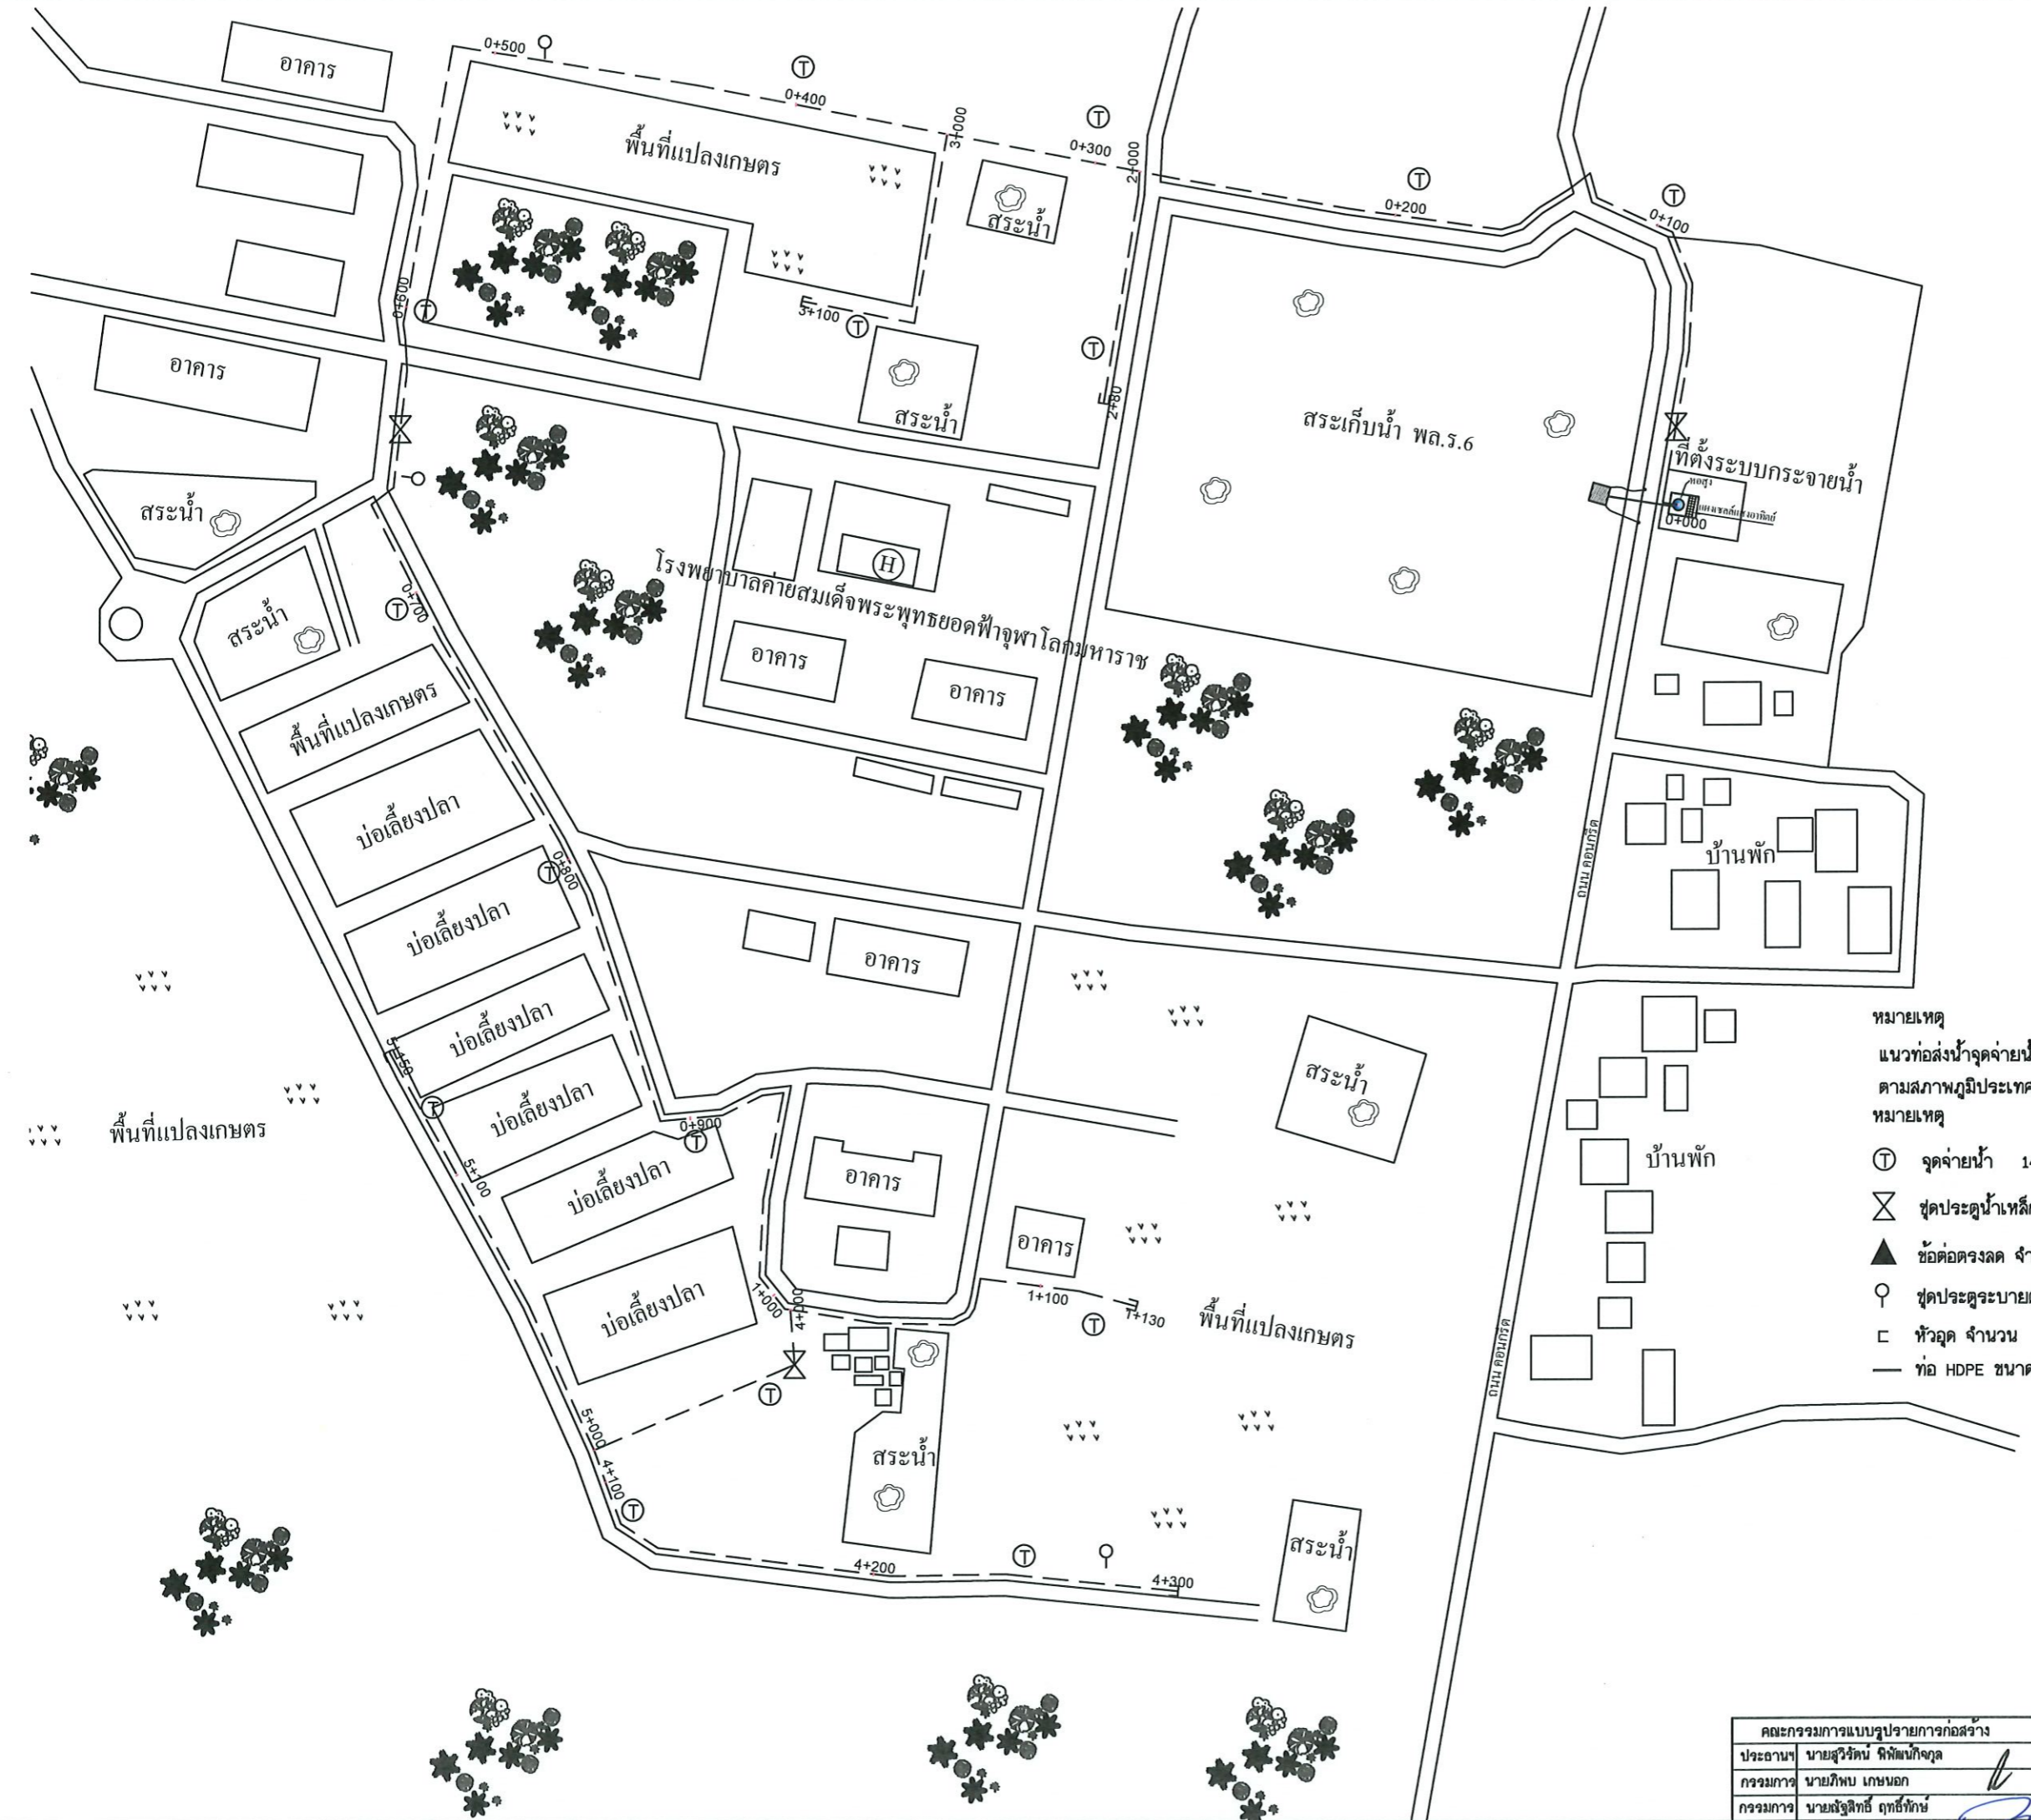 0+500
อาคาร
0+400
3+000
พื้นที่แปลงเกษตร
0+300
2+000
0+200
0+100
สระน้ำ
0+600
3+100
อาคาร
สระน้ำ
2+80
สระเก็บน้ำ พล.ร.6
ที่ตั้งระบบกระจายน้ำ
หอสูง
แผงเซลล์แสงอาทิตย์
0+000
สระน้ำ
H
โรงพยาบาลค่ายสมเด็จพระพุทธยอดฟ้าจุฬาโลกมหาราช
0+700
สระน้ำ
อาคาร
อาคาร
พื้นที่แปลงเกษตร
บ่อเลี้ยงปลา
0+800
ถนน คอนกรีต
บ้านพัก
บ่อเลี้ยงปลา
อาคาร
บ่อเลี้ยงปลา
5+150
สระน้ำ
บ่อเลี้ยงปลา
0+900
พื้นที่แปลงเกษตร
5+100
บ่อเลี้ยงปลา
อาคาร
บ้านพัก
อาคาร
1+000
4+000
1+100
1+130
พื้นที่แปลงเกษตร
บ่อเลี้ยงปลา
ถนน คอนกรีต
5+000
4+100
สระน้ำ
สระน้ำ
4+200
4+300
หมายเหตุ
แนวท่อส่งน้ำจุดจ่ายน้ำ
ตามสภาพภูมิประเทศ
หมายเหตุ
T จุดจ่ายน้ำ 14
ชุดประตูน้ำเหล็ก
ข้อต่อตรงลด จำ
ชุดประตูระบาย
หัวอุด จำนวน
ท่อ HDPE ขนาด
คณะกรรมการแบบรูปรายการก่อสร้าง
ประธานฯ นายสุวิรัตน์ พิพัฒน์กิจกุล
กรรมการ นายภิพบ เกษนอก
กรรมการ นายณัฐสิทธิ์ ฤทธิ์ทักษ์